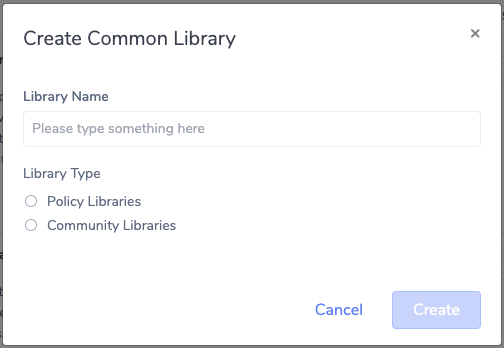 Create Common Library
×
Library Name
Please type something here
Library Type
Policy Libraries
Community Libraries
Cancel
Create